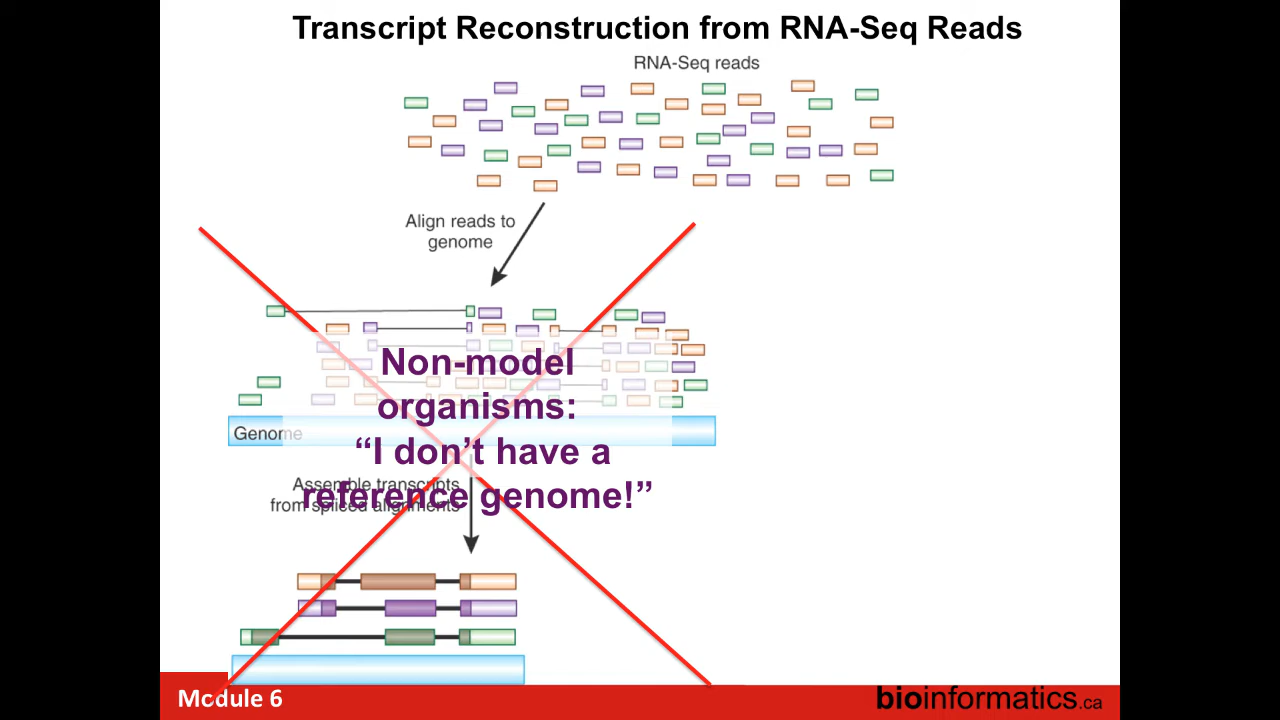 Transcript Reconstruction from RNA-Seq Reads
RNA-Seq reads
Align reads to
genome
Non-model
organisms:
“I don’t have a
reference genome!”
Genome
Assemble transcripts
from spliced alignments
Module 6
bioinformatics.ca